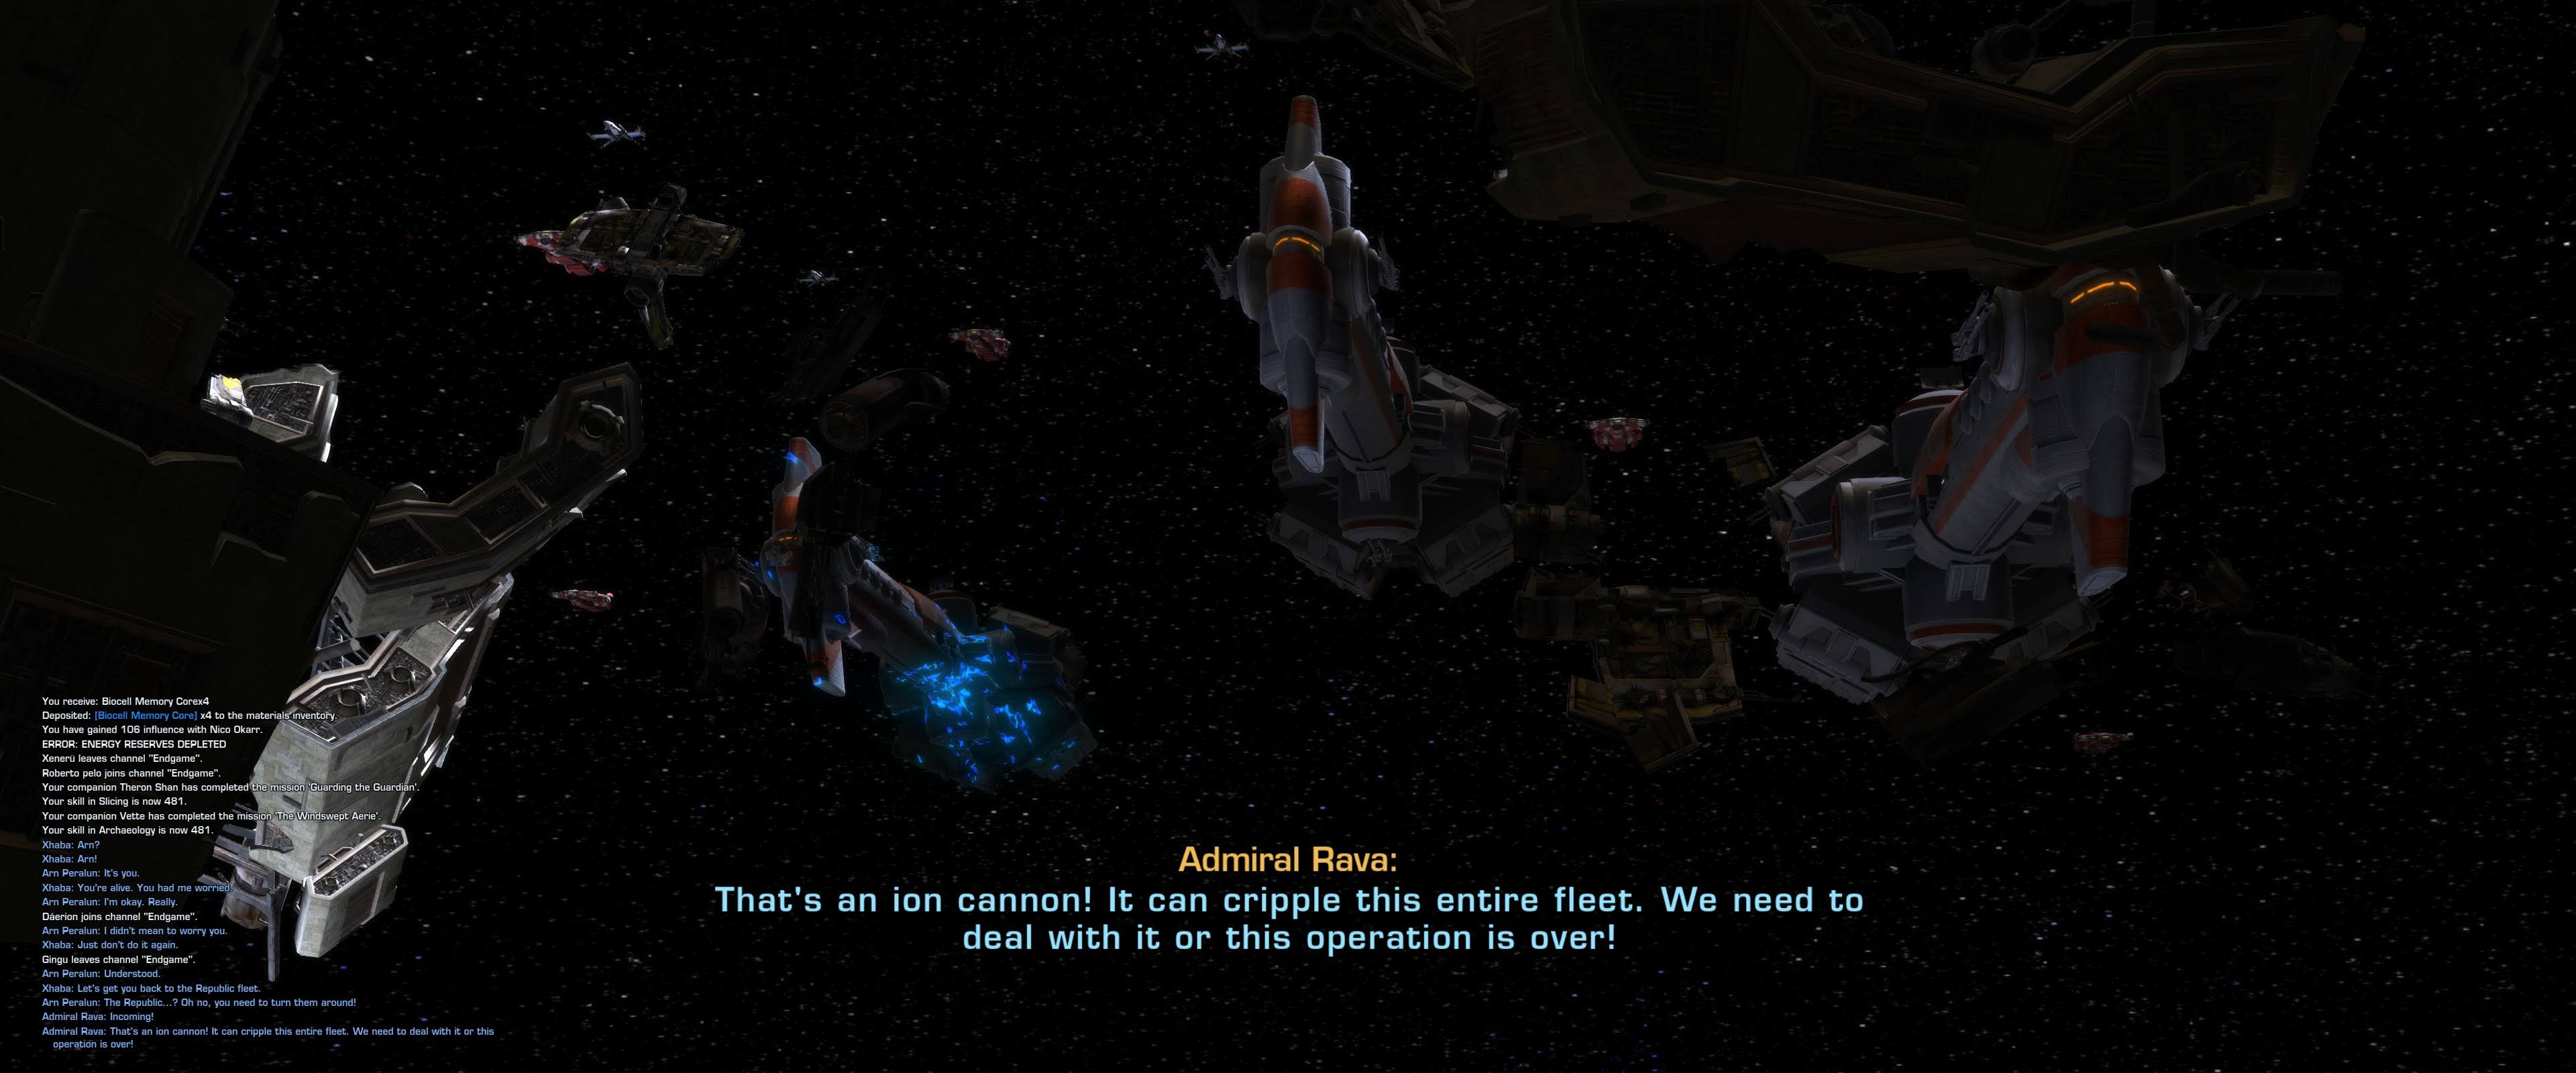 You receive: Biocell Memory Corex4
Deposited: [Biocell Memory Core] x4 to the materials inventory.
You have gained 106 influence with Nico Okarr.
ERROR: ENERGY RESERVES DEPLETED
Xenerü leaves channel "Endgame".
Roberto pelo joins channel "Endgame".
Your companion Theron Shan has completed the mission 'Guarding the Guardian'.
Your skill in Slicing is now 481.
Your companion Vette has completed the mission 'The Windswept Aerie'.
Your skill in Archaeology is now 481.
Xhaba: Arn?
Xhaba: Arn!
Arn Peralun: It's you.
Xhaba: You're alive. You had me worried.
Arn Peralun: I'm okay. Really.
Dáerion joins channel "Endgame".
Arn Peralun: I didn't mean to worry you.
Xhaba: Just don't do it again.
Gingu leaves channel "Endgame".
Arn Peralun: Understood.
Xhaba: Let's get you back to the Republic fleet.
Arn Peralun: The Republic...? Oh no, you need to turn them around!
Admiral Rava: Incoming!
Admiral Rava: That's an ion cannon! It can cripple this entire fleet. We need to deal with it or this
operation is over!
Admiral Rava:
That's an ion cannon! It can cripple this entire fleet. We need to
deal with it or this operation is over!